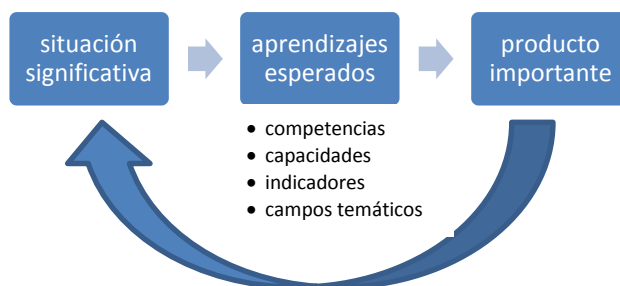 situación
significativa
aprendizajes
esperados
producto
importante
• competencias
• capacidades
• indicadores
• campos temáticos